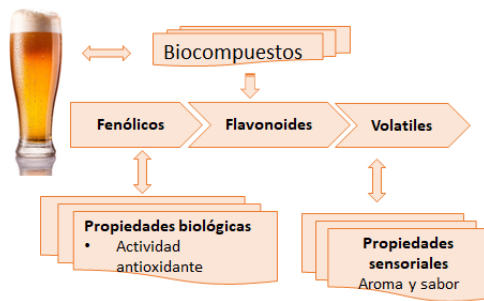 Biocompuestos
Fenólicos
Flavonoides
Volatiles
Propiedades biológicas
• Actividad
antioxidante
Propiedades
sensoriales
Aroma y sabor